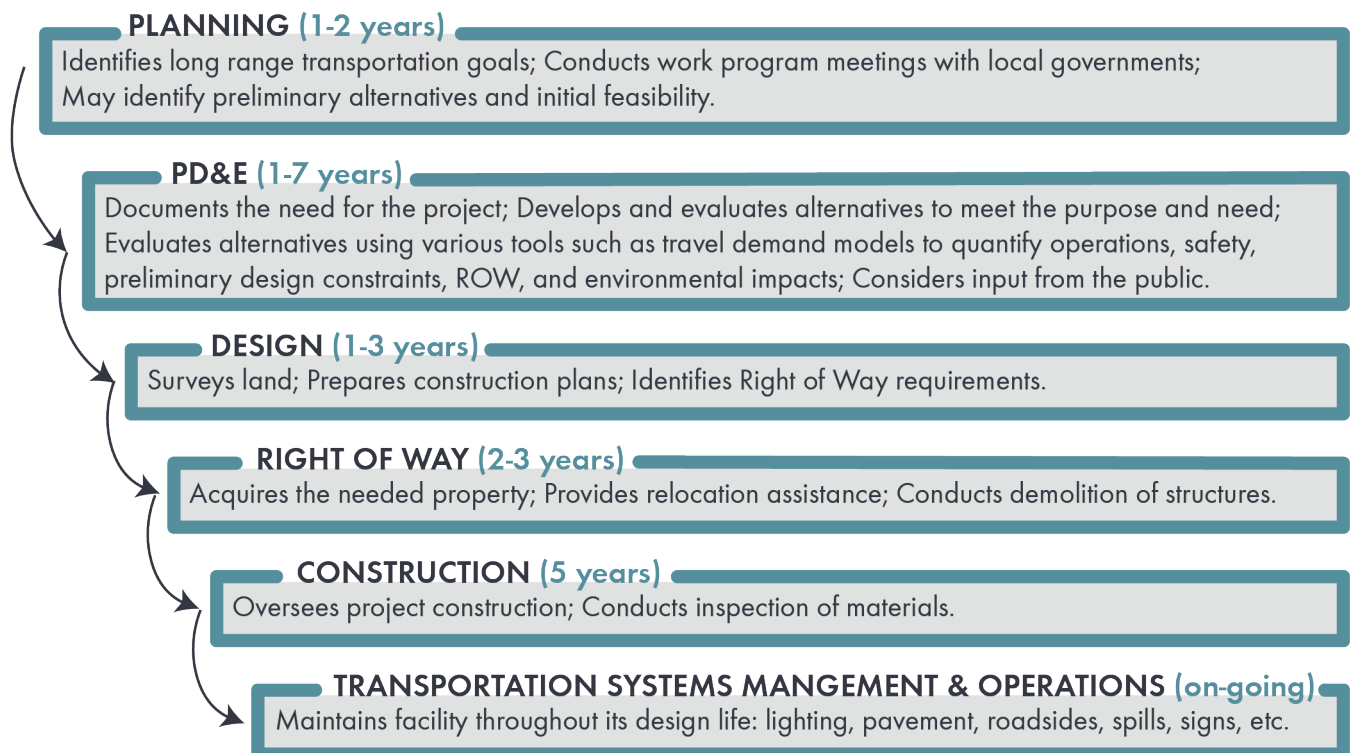 PLANNING (1-2 years)
Identifies long range transportation goals; Conducts work program meetings with local governments;
May identify preliminary alternatives and initial feasibility.
PD&E (1-7 years)
Documents the need for the project; Develops and evaluates alternatives to meet the purpose and need;
Evaluates alternatives using various tools such as travel demand models to quantify operations, safety,
preliminary design constraints, ROW, and environmental impacts; Considers input from the public.
DESIGN (1-3 years)
Surveys land; Prepares construction plans; Identifies Right of Way requirements.
RIGHT OF WAY (2-3 years)
Acquires the needed property; Provides relocation assistance; Conducts demolition of structures.
CONSTRUCTION (5 years)
Oversees project construction; Conducts inspection of materials.
TRANSPORTATION SYSTEMS MANGEMENT & OPERATIONS (on-going)
Maintains facility throughout its design life: lighting, pavement, roadsides, spills, signs, etc.